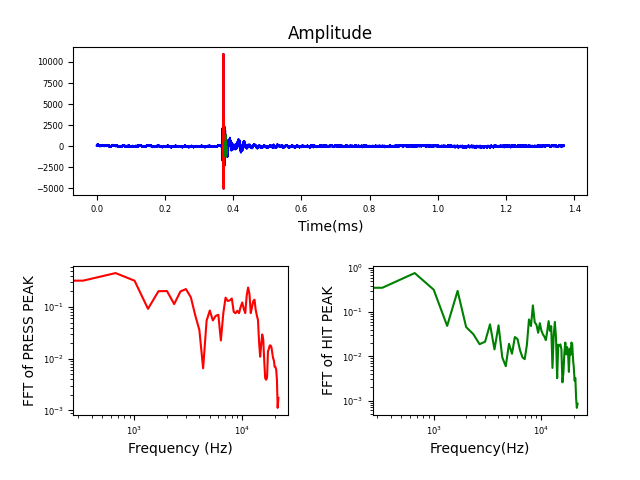 Amplitude
10000
7500
5000
2500
0
−2500
−5000
0.0 0.2 0.4 0.6 0.8 1.0 1.2 1.4
Time(ms)
FFT of PRESS PEAK
10⁻¹
10⁻²
10⁻³
10³ 10⁴
Frequency (Hz)
FFT of HIT PEAK
10⁰
10⁻¹
10⁻²
10⁻³
10³ 10⁴
Frequency(Hz)